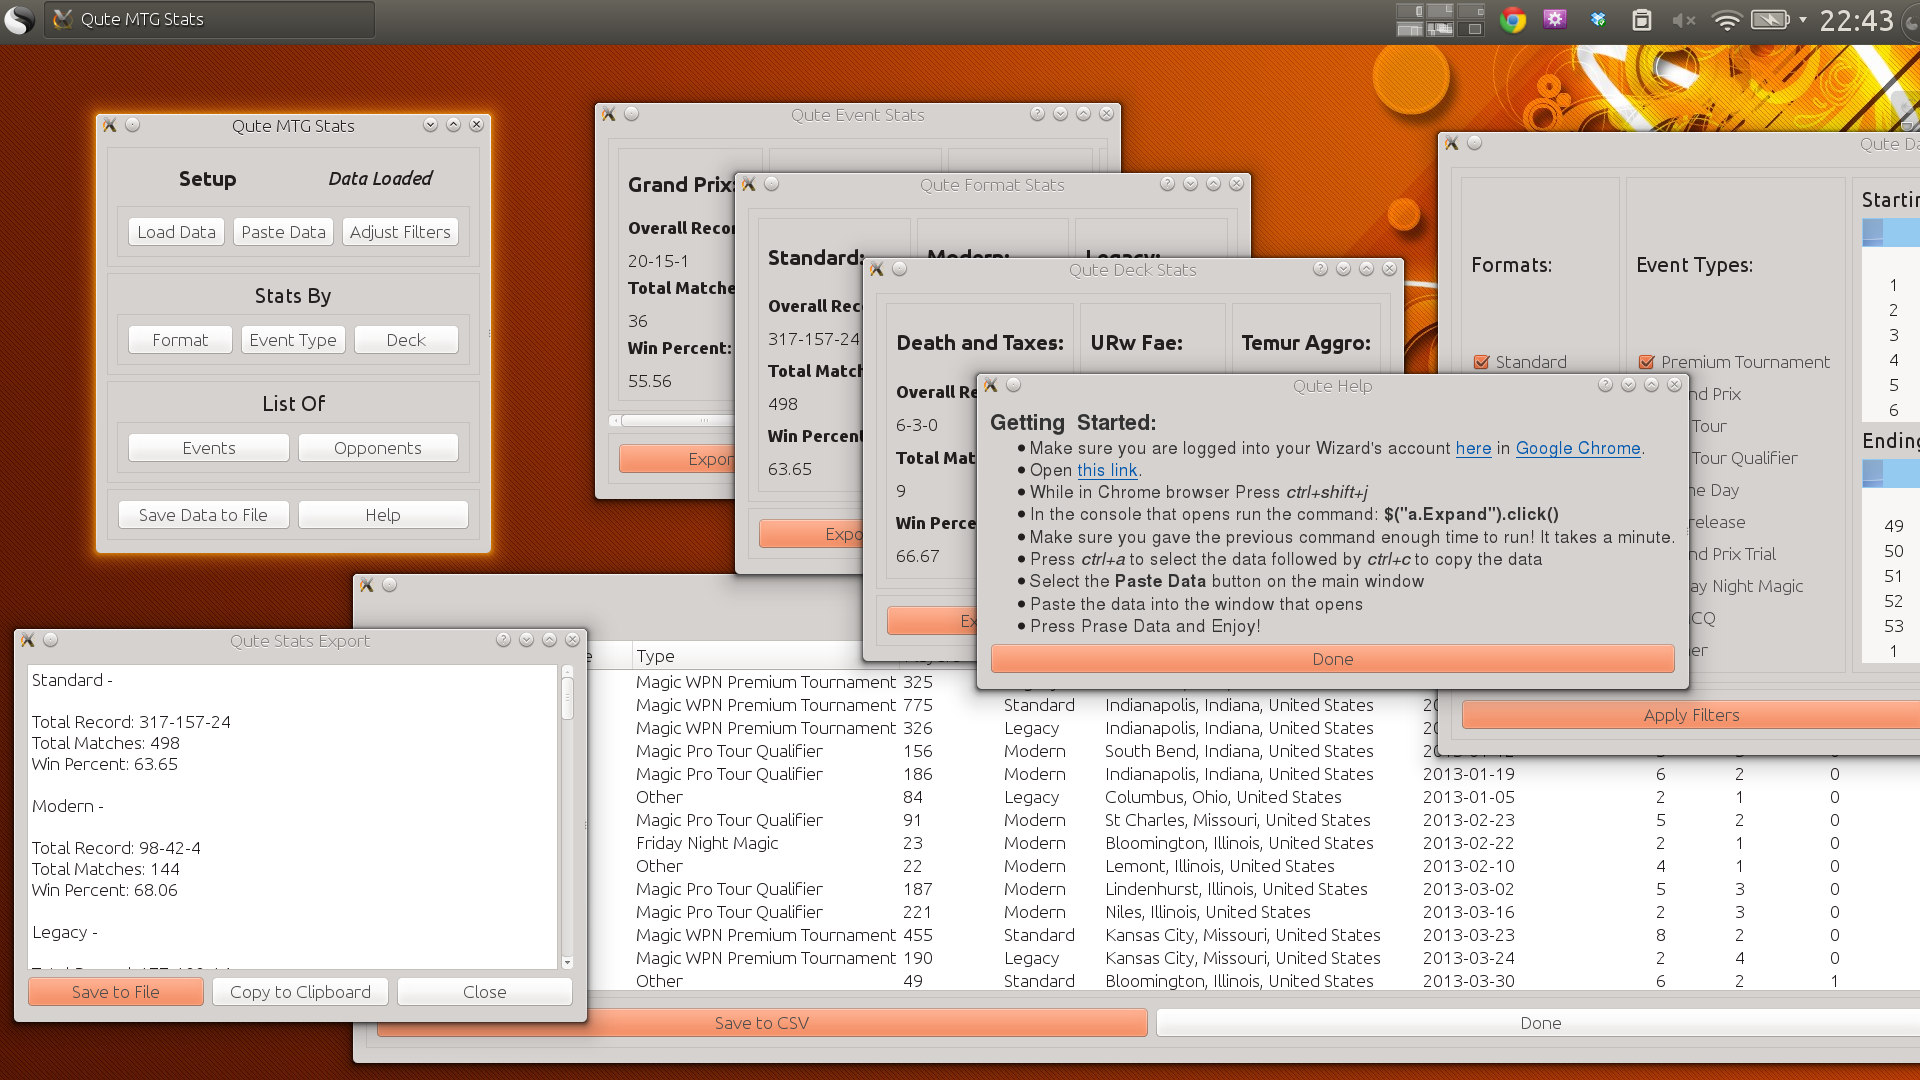 Qute MTG Stats
22:43
Qute MTG Stats
Setup
Data Loaded
Load Data
Paste Data
Adjust Filters
Stats By
Format
Event Type
Deck
List Of
Events
Opponents
Save Data to File
Help
Qute Event Stats
Grand Prix:
Overall Recor
20-15-1
Total Matche
36
Win Percent:
55.56
Expor
Qute Format Stats
Standard:
Modern:
Legacy:
Overall Rec
317-157-24
Total Match
498
Win Percent
63.65
Expo
Qute Deck Stats
Death and Taxes:
URw Fae:
Temur Aggro:
Overall Re
6-3-0
Total Mat
9
Win Perce
66.67
Ex
Qute Help
Getting Started:
Make sure you are logged into your Wizard's account here in Google Chrome.
Open this link.
While in Chrome browser Press ctrl+shift+j
In the console that opens run the command: $("a.Expand").click()
Make sure you gave the previous command enough time to run! It takes a minute.
Press ctrl+a to select the data followed by ctrl+c to copy the data
Select the Paste Data button on the main window
Paste the data into the window that opens
Press Prase Data and Enjoy!
Done
Qute Da
Formats:
Standard
Event Types:
Premium Tournament
nd Prix
Tour
Tour Qualifier
ne Day
release
nd Prix Trial
ay Night Magic
CQ
er
Startin
1
2
3
4
5
6
Ending
49
50
51
52
53
1
Apply Filters
Qute Stats Export
Standard -
Total Record: 317-157-24
Total Matches: 498
Win Percent: 63.65
Modern -
Total Record: 98-42-4
Total Matches: 144
Win Percent: 68.06
Legacy -
Save to File
Copy to Clipboard
Close
e Type
Magic WPN Premium Tournament 325
Magic WPN Premium Tournament 775 Standard Indianapolis, Indiana, United States 20
Magic WPN Premium Tournament 326 Legacy Indianapolis, Indiana, United States 20
Magic Pro Tour Qualifier 156 Modern South Bend, Indiana, United States
Magic Pro Tour Qualifier 186 Modern Indianapolis, Indiana, United States 2013-01-19 6 2 0
Other 84 Legacy Columbus, Ohio, United States 2013-01-05 2 1 0
Magic Pro Tour Qualifier 91 Modern St Charles, Missouri, United States 2013-02-23 5 2 0
Friday Night Magic 23 Modern Bloomington, Illinois, United States 2013-02-22 2 1 0
Other 22 Modern Lemont, Illinois, United States 2013-02-10 4 1 0
Magic Pro Tour Qualifier 187 Modern Lindenhurst, Illinois, United States 2013-03-02 5 3 0
Magic Pro Tour Qualifier 221 Modern Niles, Illinois, United States 2013-03-16 2 3 0
Magic WPN Premium Tournament 455 Standard Kansas City, Missouri, United States 2013-03-23 8 2 0
Magic WPN Premium Tournament 190 Legacy Kansas City, Missouri, United States 2013-03-24 2 4 0
Other 49 Standard Bloomington, Illinois, United States 2013-03-30 6 2 1
Save to CSV
Done